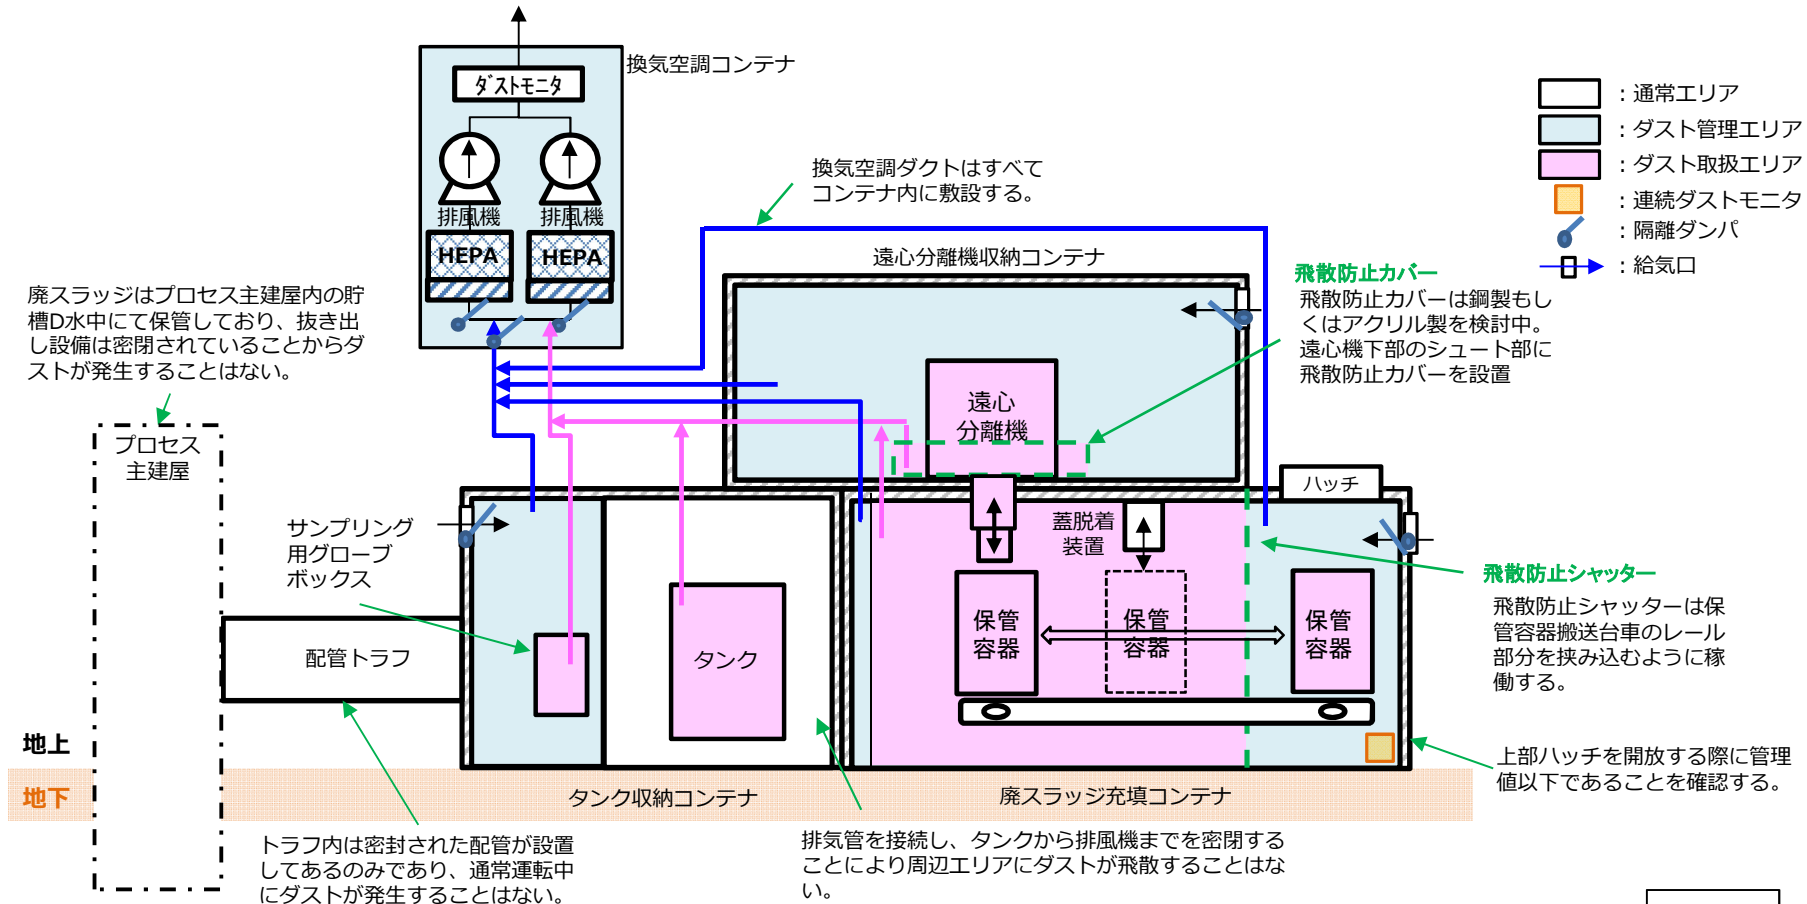 換気空調コンテナ
ダストモニタ
排風機
排風機
HEPA
HEPA
：通常エリア
：ダスト管理エリア
：ダスト取扱エリア
：連続ダストモニタ
：隔離ダンパ
：給気口
換気空調ダクトはすべて
コンテナ内に敷設する。
遠心分離機収納コンテナ
飛散防止カバー
飛散防止カバーは鋼製もし
くはアクリル製を検討中。
遠心機下部のシュート部に
飛散防止カバーを設置
廃スラッジはプロセス主建屋内の貯
槽D水中にて保管しており、抜き出
し設備は密閉されていることからダ
ストが発生することはない。
プロセス
主建屋
遠心
分離機
ハッチ
サンプリング
用グローブ
ボックス
蓋脱着
装置
飛散防止シャッター
飛散防止シャッターは保
管容器搬送台車のレール
部分を挟み込むように稼
働する。
配管トラフ
タンク
保管
容器
保管
容器
保管
容器
地上
地下
タンク収納コンテナ
廃スラッジ充填コンテナ
上部ハッチを開放する際に管理
値以下であることを確認する。
トラフ内は密封された配管が設置
してあるのみであり、通常運転中
にダストが発生することはない。
排気管を接続し、タンクから排風機までを密閉する
ことにより周辺エリアにダストが飛散することはな
い。